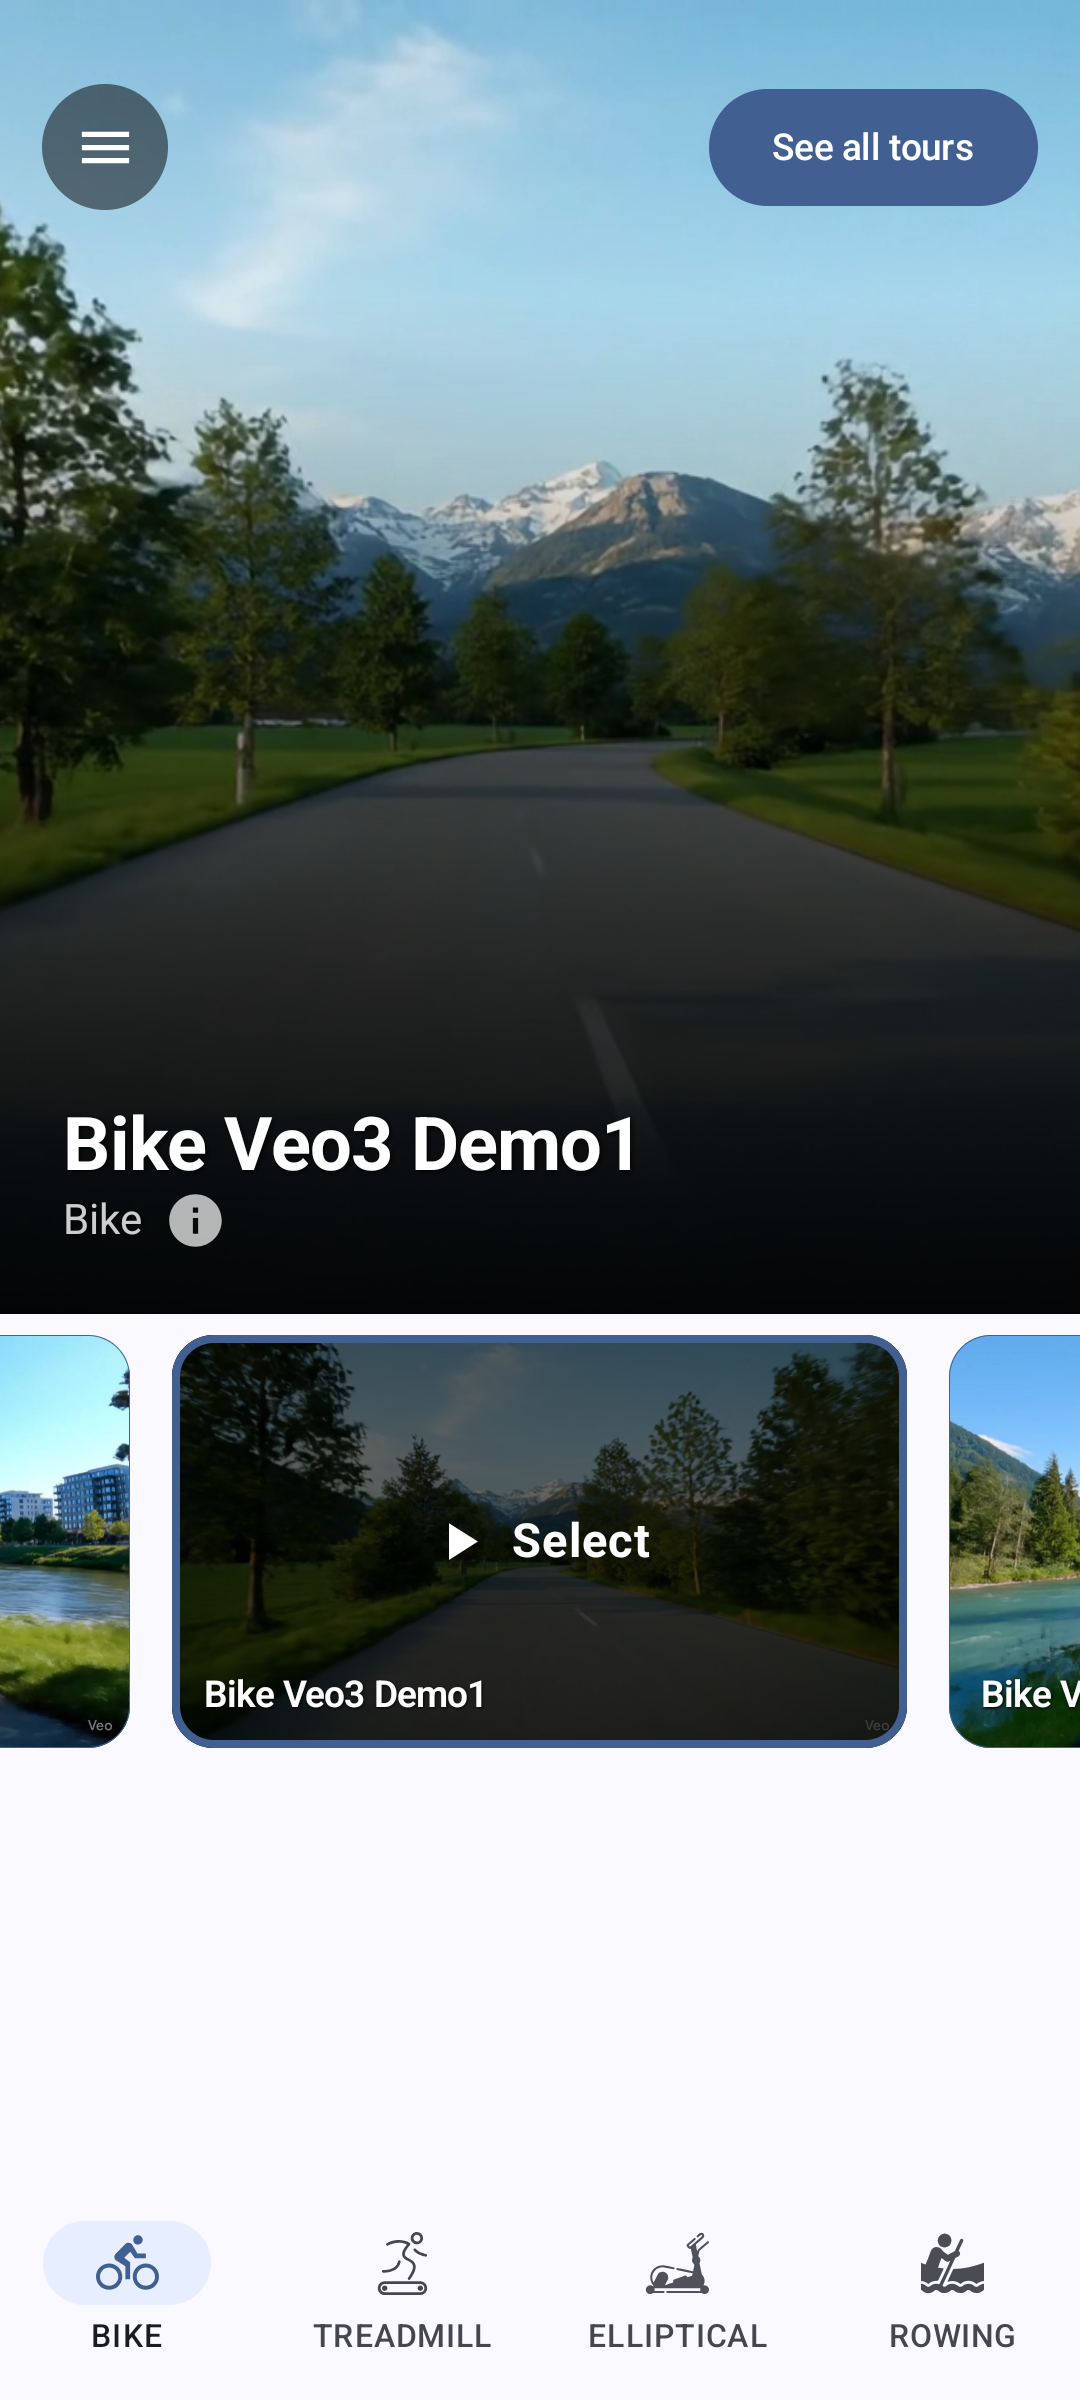 See all tours
Bike Veo3 Demo1
Bike
Veo
Select
Bike Veo3 Demo1
Veo
Bike V
BIKE
TREADMILL
ELLIPTICAL
ROWING